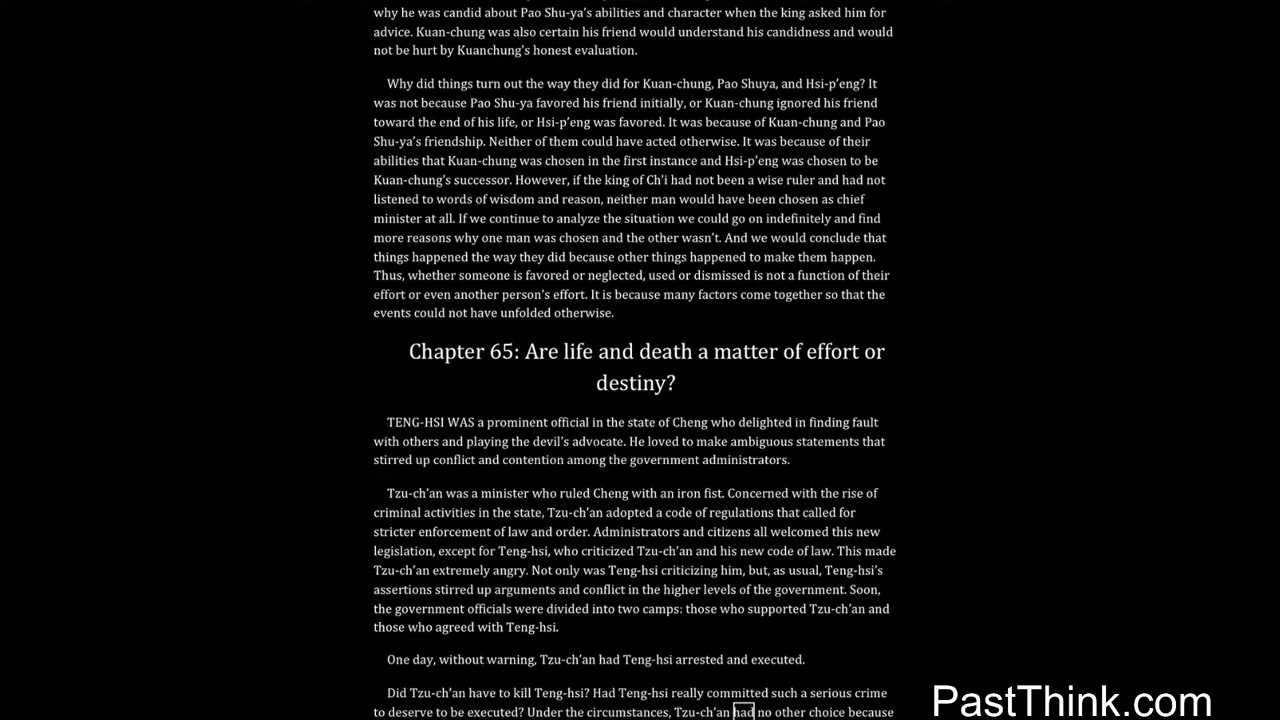 why he was candid about Pao Shu-ya’s abilities and character when the king asked him for
advice. Kuan-chung was also certain his friend would understand his candidness and would
not be hurt by Kuanchung’s honest evaluation.
Why did things turn out the way they did for Kuan-chung, Pao Shuya, and Hsi-p’eng? It
was not because Pao Shu-ya favored his friend initially, or Kuan-chung ignored his friend
toward the end of his life, or Hsi-p’eng was favored. It was because of Kuan-chung and Pao
Shu-ya’s friendship. Neither of them could have acted otherwise. It was because of their
abilities that Kuan-chung was chosen in the first instance and Hsi-p’eng was chosen to be
Kuan-chung’s successor. However, if the king of Ch’i had not been a wise ruler and had not
listened to words of wisdom and reason, neither man would have been chosen as chief
minister at all. If we continue to analyze the situation we could go on indefinitely and find
more reasons why one man was chosen and the other wasn’t. And we would conclude that
things happened the way they did because other things happened to make them happen.
Thus, whether someone is favored or neglected, used or dismissed is not a function of their
effort or even another person’s effort. It is because many factors come together so that the
events could not have unfolded otherwise.
Chapter 65: Are life and death a matter of effort or
destiny?
TENG-HSI WAS a prominent official in the state of Cheng who delighted in finding fault
with others and playing the devil’s advocate. He loved to make ambiguous statements that
stirred up conflict and contention among the government administrators.
Tzu-ch’an was a minister who ruled Cheng with an iron fist. Concerned with the rise of
criminal activities in the state, Tzu-ch’an adopted a code of regulations that called for
stricter enforcement of law and order. Administrators and citizens all welcomed this new
legislation, except for Teng-hsi, who criticized Tzu-ch’an and his new code of law. This made
Tzu-ch’an extremely angry. Not only was Teng-hsi criticizing him, but, as usual, Teng-hsi’s
assertions stirred up arguments and conflict in the higher levels of the government. Soon,
the government officials were divided into two camps: those who supported Tzu-ch’an and
those who agreed with Teng-hsi.
One day, without warning, Tzu-ch’an had Teng-hsi arrested and executed.
Did Tzu-ch’an have to kill Teng-hsi? Had Teng-hsi really committed such a serious crime
to deserve to be executed? Under the circumstances, Tzu-ch’an had no other choice because
PastThink.com